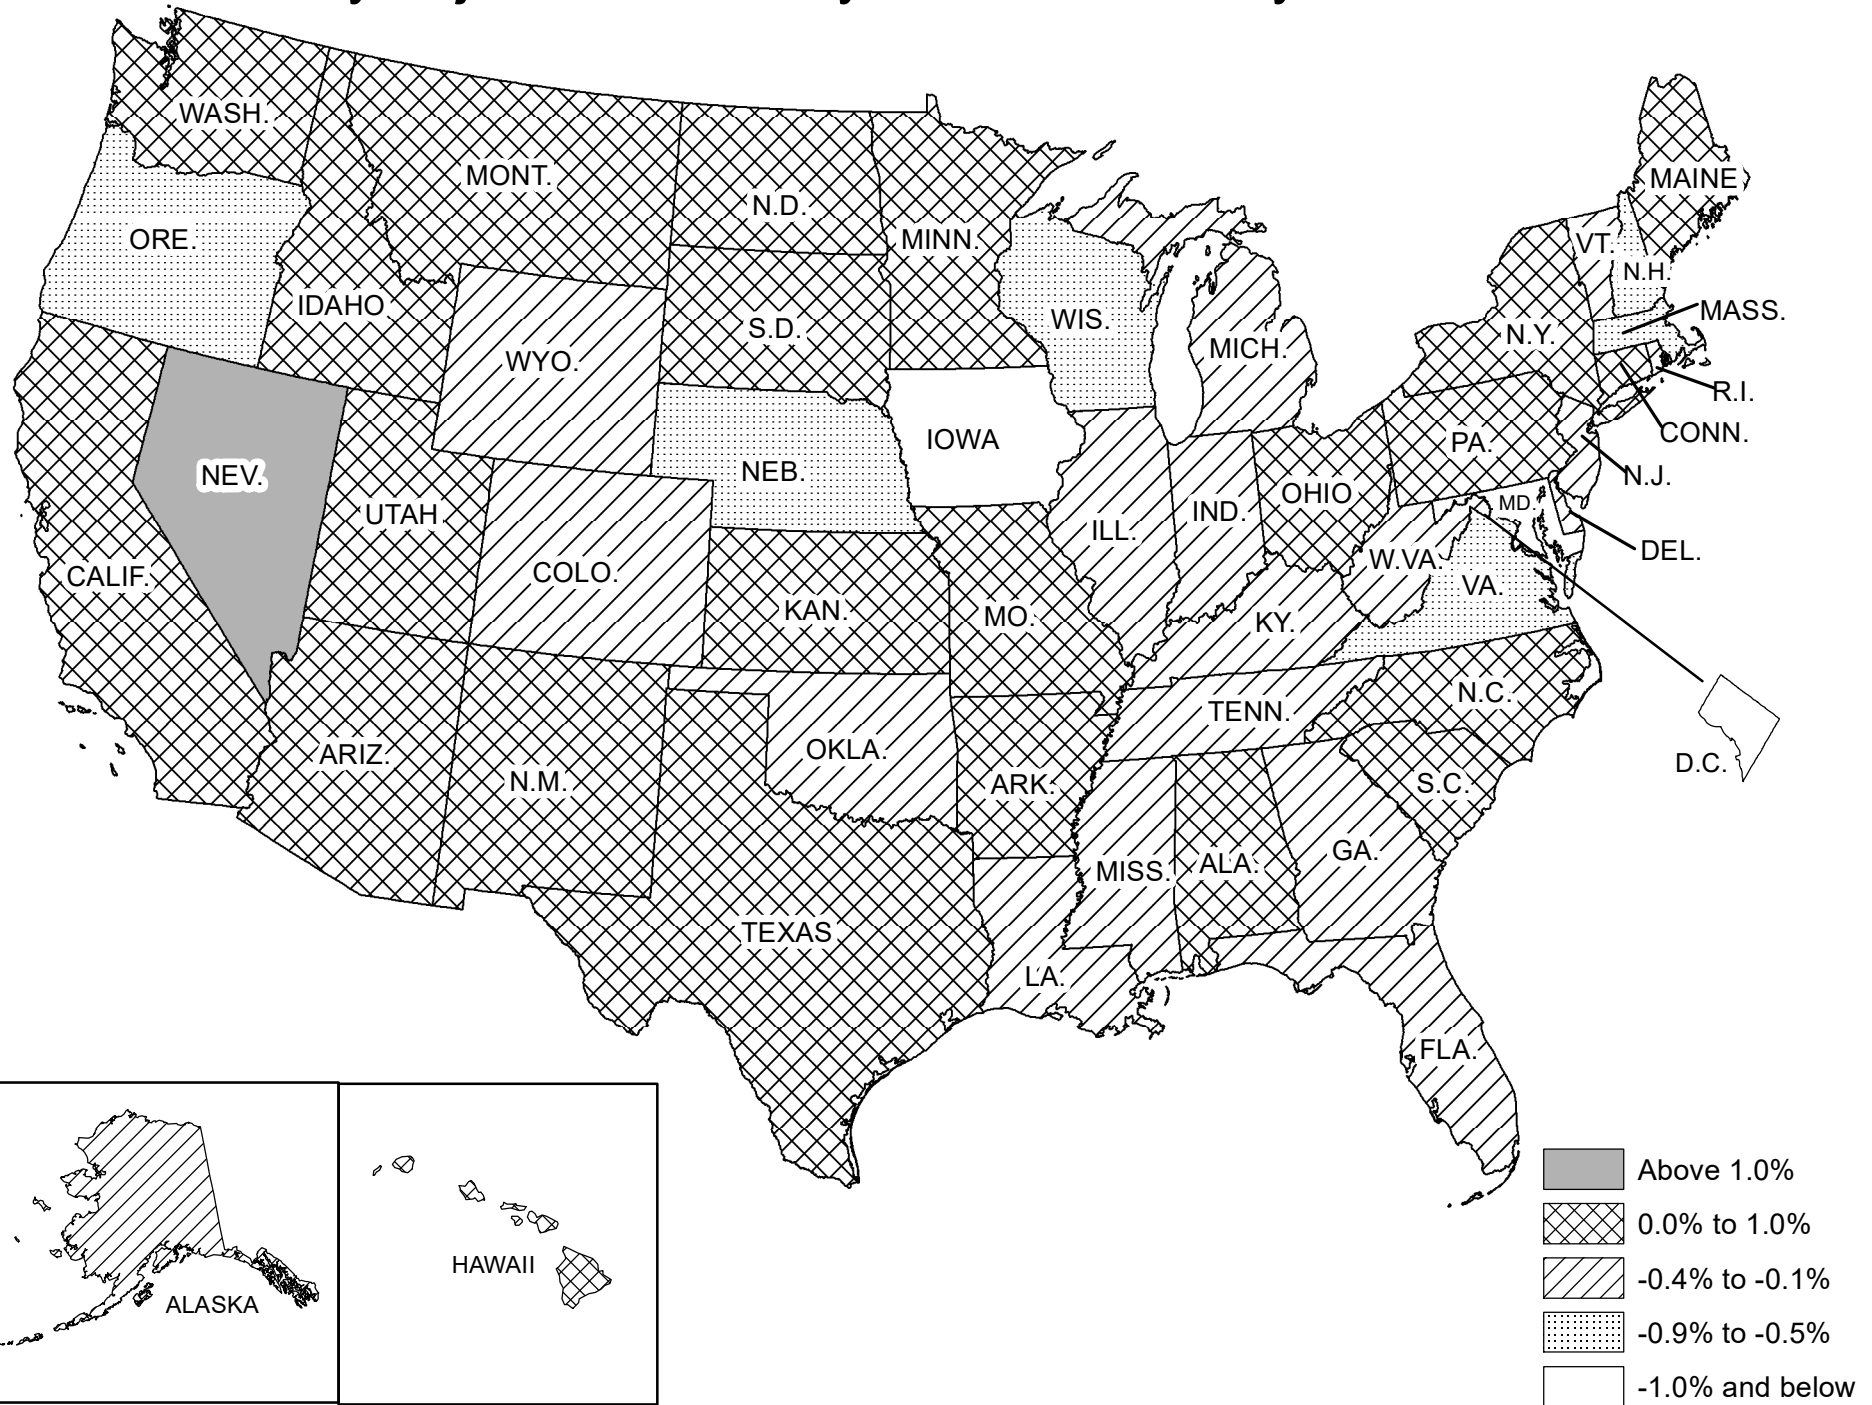 WASH.
MONT.
N.D.
MINN.
MAINE
ORE.
IDAHO
WYO.
S.D.
WIS.
MICH.
N.Y.
VT.
N.H.
MASS.
R.I.
CONN.
N.J.
PA.
NEV.
UTAH
NEB.
IOWA
ILL.
IND.
OHIO
MD.
DEL.
CALIF.
COLO.
KAN.
MO.
KY.
W.VA.
VA.
ARIZ.
N.M.
OKLA.
ARK.
TENN.
N.C.
S.C.
D.C.
TEXAS
LA.
MISS.
ALA.
GA.
FLA.
ALASKA
HAWAII
Above 1.0%
0.0% to 1.0%
-0.4% to -0.1%
-0.9% to -0.5%
-1.0% and below